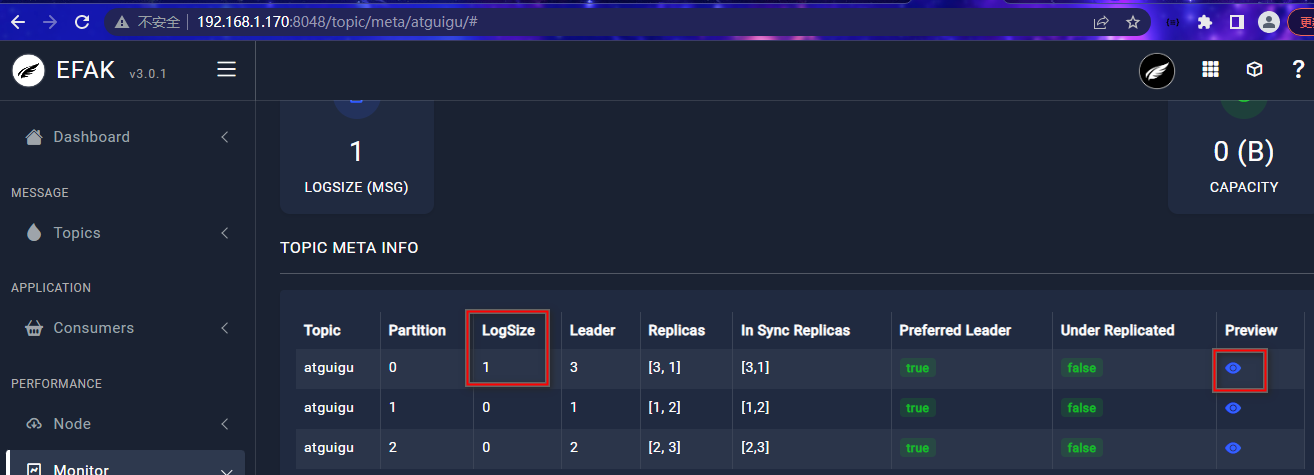 不安全 192.168.1.170:8048/topic/meta/atguigu/#
EFAK v3.0.1
Dashboard
MESSAGE
Topics
APPLICATION
Consumers
PERFORMANCE
Node
Monitor
1
LOGSIZE (MSG)
0 (B)
CAPACITY
TOPIC META INFO
Topic Partition LogSize Leader Replicas In Sync Replicas Preferred Leader Under Replicated Preview
atguigu 0 1 3 [3, 1] [3,1] true false
atguigu 1 0 1 [1, 2] [1,2] true false
atguigu 2 0 2 [2, 3] [2,3] true false